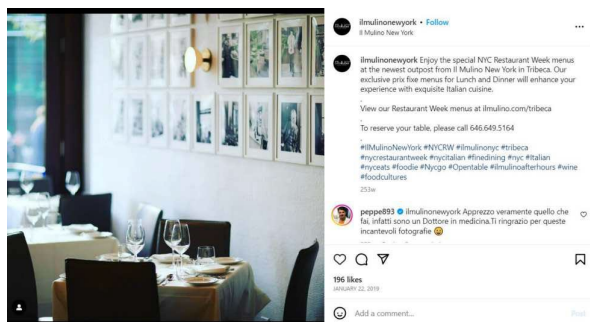 ilmulinonewyork • Follow
Il Mulino New York
ilmulinonewyork Enjoy the special NYC Restaurant Week menus
at the newest outpost from Il Mulino New York in Tribeca. Our
exclusive prix fixe menus for Lunch and Dinner will enhance your
experience with exquisite Italian cuisine.
.
View our Restaurant Week menus at ilmulino.com/tribeca
.
To reserve your table, please call 646.649.5164
.
#IlMulinoNewYork #NYCRW #ilmulinonyc #tribeca
#nycrestaurantweek #nycitalian #finedining #nyc #Italian
#nyceats #foodie #Nycgo #Opentable #ilmulinoafterhours #wine
#foodcultures
253w
peppe893 ilmulinonewyork Apprezzo veramente quello che
fai, infatti sono un Dottore in medicina.Ti ringrazio per queste
incantevoli fotografie 😀
196 likes
JANUARY 22, 2019
Add a comment...
Post